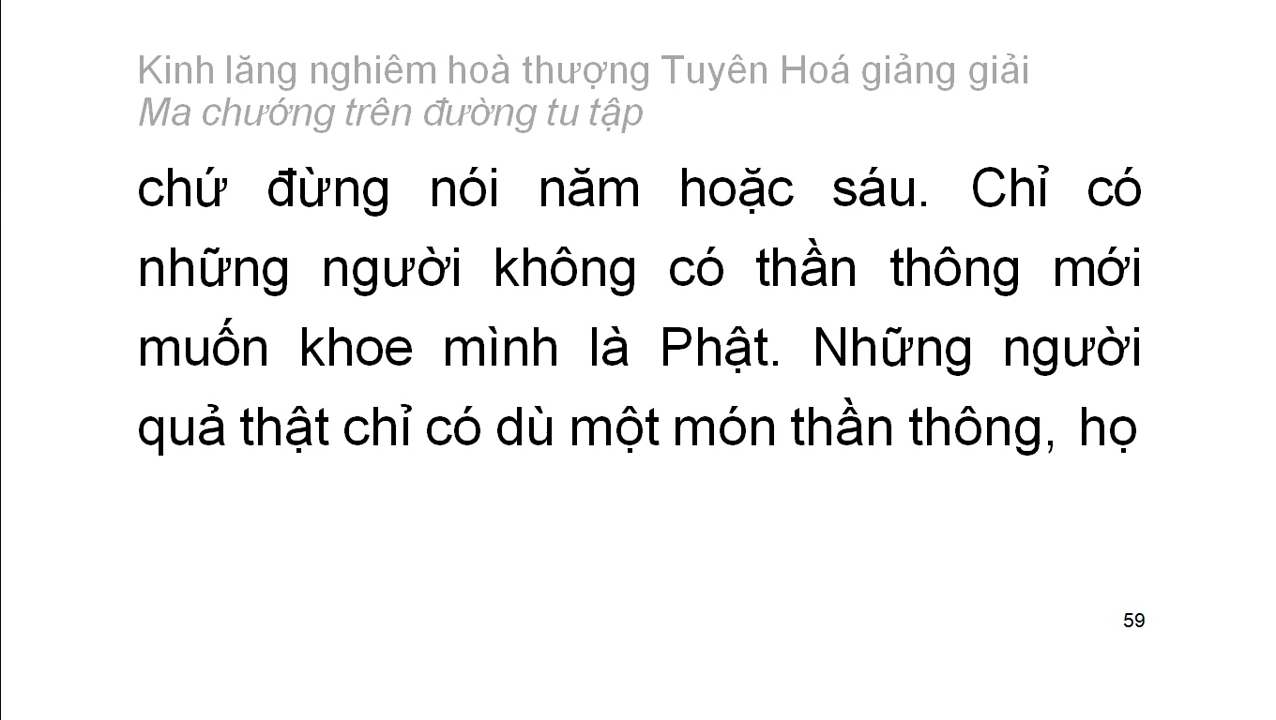 Kinh lăng nghiêm hoà thượng Tuyên Hoá giảng giải
Ma chướng trên đường tu tập
chứ đừng nói năm hoặc sáu. Chỉ có
những người không có thần thông mới
muốn khoe mình là Phật. Những người
quả thật chỉ có dù một món thần thông, họ
59